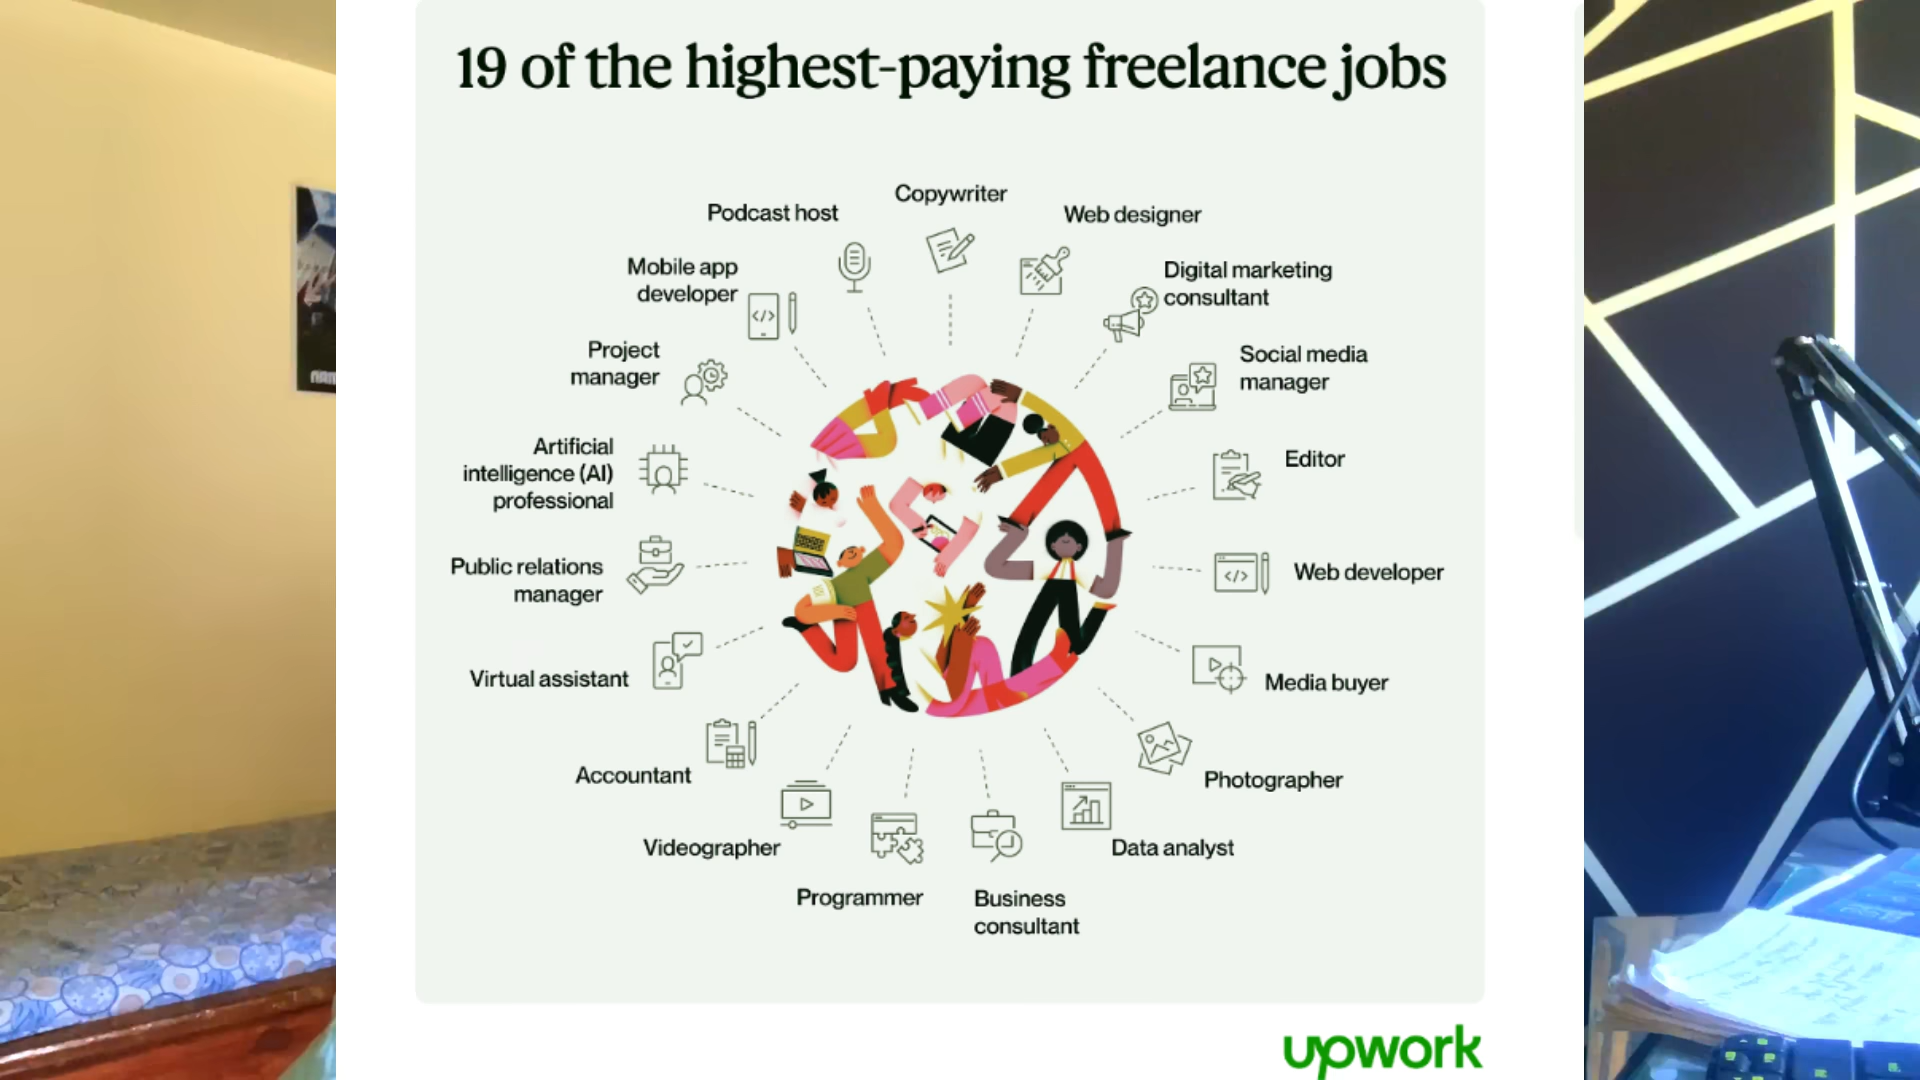 19 of the highest-paying freelance jobs
Copywriter
Podcast host
Web designer
Mobile app
developer
Digital marketing
consultant
Project
manager
Social media
manager
Artificial
intelligence (AI)
professional
Editor
Public relations
manager
Web developer
Virtual assistant
Media buyer
Accountant
Photographer
Videographer
Data analyst
Programmer
Business
consultant
upwork